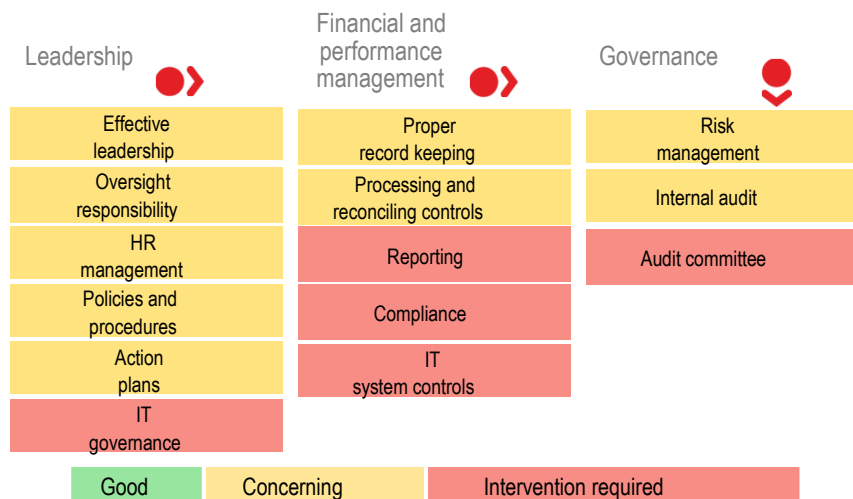 Leadership
Effective
leadership
Oversight
responsibility
HR
management
Policies and
procedures
Action
plans
IT
governance
Financial and
performance
management
Proper
record keeping
Processing and
reconciling controls
Reporting
Compliance
IT
system controls
Governance
Risk
management
Internal audit
Audit committee
Good
Concerning
Intervention required